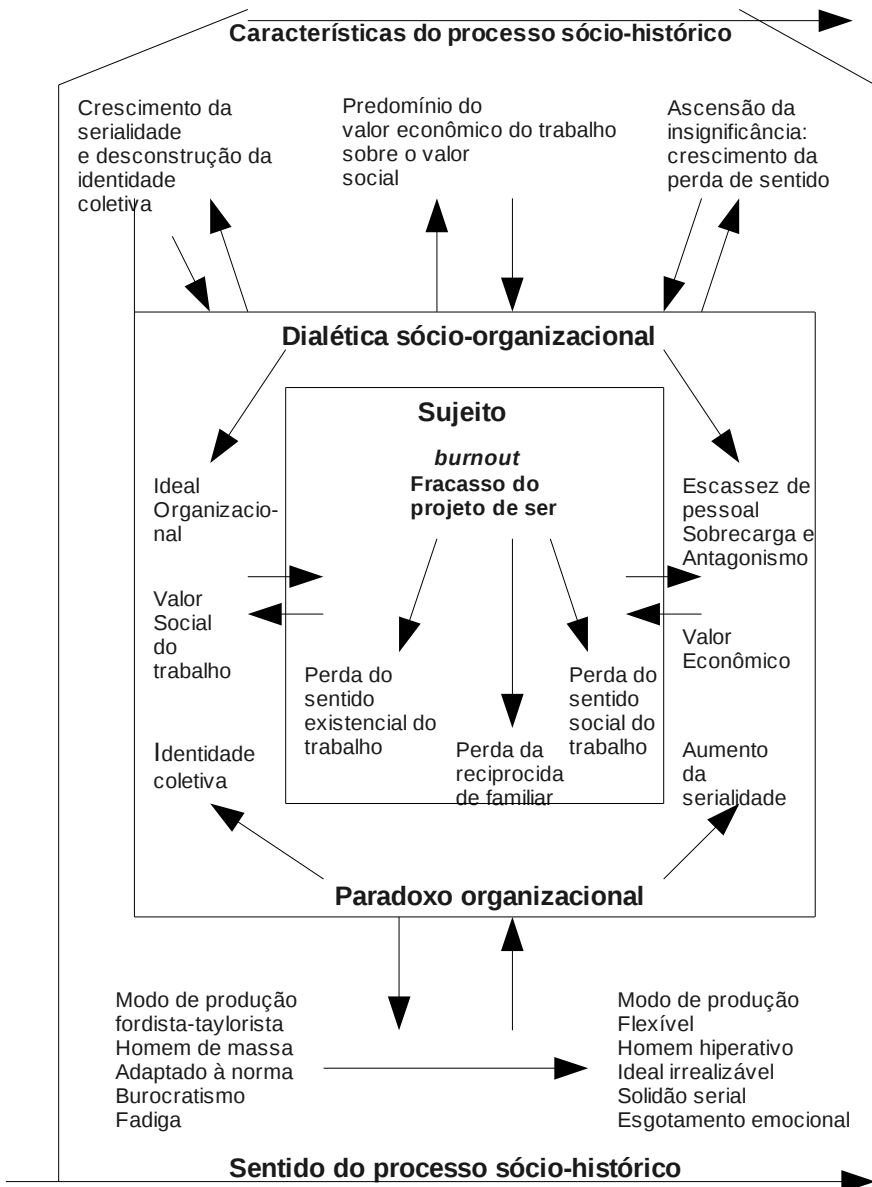 Características do processo sócio-histórico
Crescimento da
serialidade
e desconstrução da
identidade
coletiva
Predomínio do
valor econômico do trabalho
sobre o valor
social
Ascensão da
insignificância:
crescimento da
perda de sentido
Dialética sócio-organizacional
Sujeito
burnout
Fracasso do
projeto de ser
Ideal
Organizacio-
nal
Valor
Social
do
trabalho
Identidade
coletiva
Perda do
sentido
existencial do
trabalho
Perda da
reciprocida
de familiar
Perda do
sentido
social do
trabalho
Escassez de
pessoal
Sobrecarga e
Antagonismo
Valor
Econômico
Aumento
da
serialidade
Paradoxo organizacional
Modo de produção
fordista-taylorista
Homem de massa
Adaptado à norma
Burocratismo
Fadiga
Modo de produção
Flexível
Homem hiperativo
Ideal irrealizável
Solidão serial
Esgotamento emocional
Sentido do processo sócio-histórico